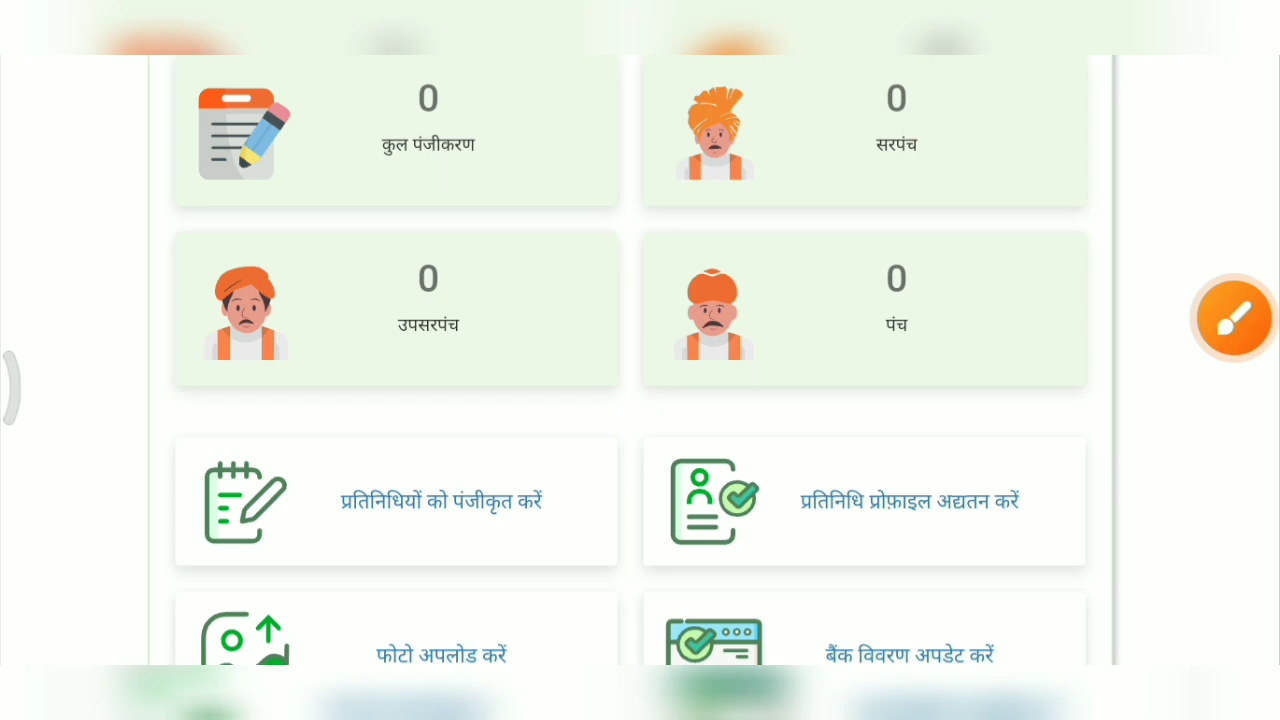 0
कुल पंजीकरण
0
सरपंच
0
उपसरपंच
0
पंच
प्रतिनिधियों को पंजीकृत करें
प्रतिनिधि प्रोफ़ाइल अद्यतन करें
फोटो अपलोड करें
बैंक विवरण अपडेट करें